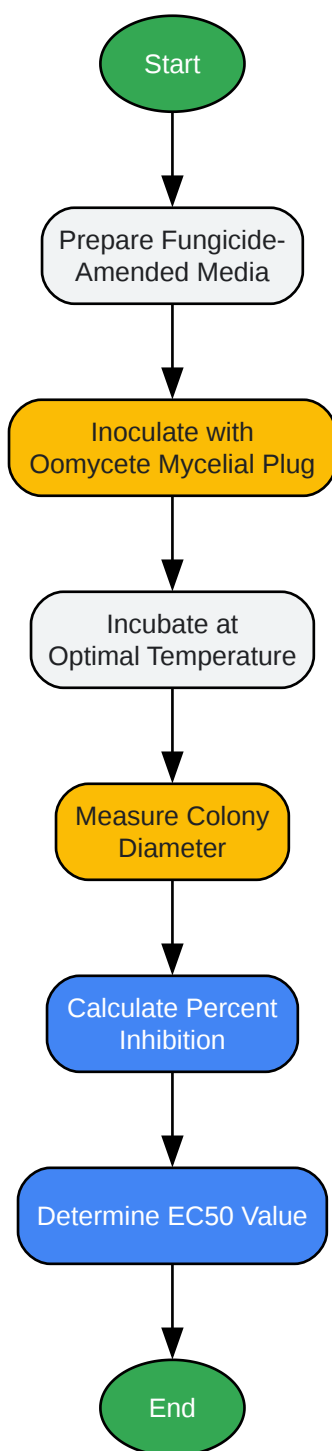 Start
Prepare Fungicide-
Amended Media
Inoculate with
Oomycete Mycelial Plug
Incubate at
Optimal Temperature
Measure Colony
Diameter
Calculate Percent
Inhibition
Determine EC50 Value
End